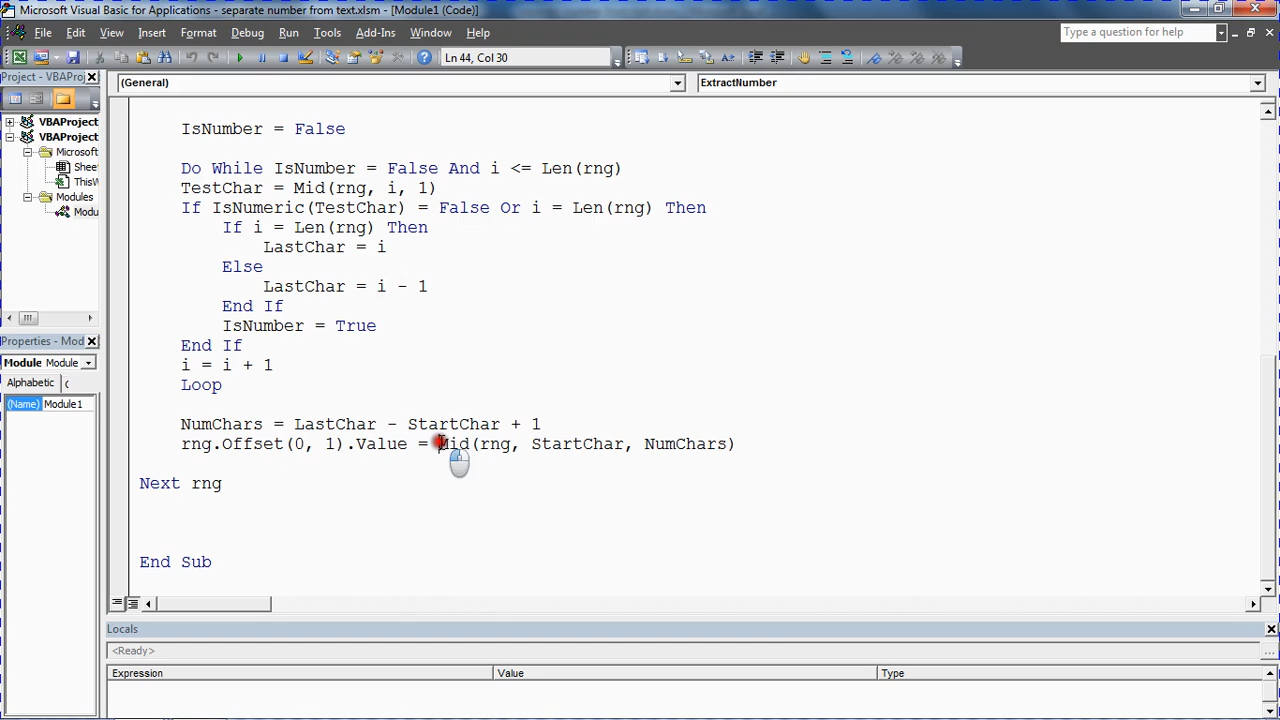 Microsoft Visual Basic for Applications - separate number from text.xlsm - [Module1 (Code)]
File Edit View Insert Format Debug Run Tools Add-Ins Window Help
Type a question for help
Ln 44, Col 30
Project - VBAProj
(General)
ExtractNumber
VBAProject
VBAProject
Microsoft
Shee
ThisW
Modules
Modu
IsNumber = False
Do While IsNumber = False And i <= Len(rng)
TestChar = Mid(rng, i, 1)
If IsNumeric(TestChar) = False Or i = Len(rng) Then
If i = Len(rng) Then
LastChar = i
Else
LastChar = i - 1
End If
IsNumber = True
End If
i = i + 1
Loop
NumChars = LastChar - StartChar + 1
rng.Offset(0, 1).Value = Mid(rng, StartChar, NumChars)
Next rng
End Sub
Properties - Mod
Module Module
Alphabetic
(Name) Module1
Locals
<Ready>
Expression Value Type